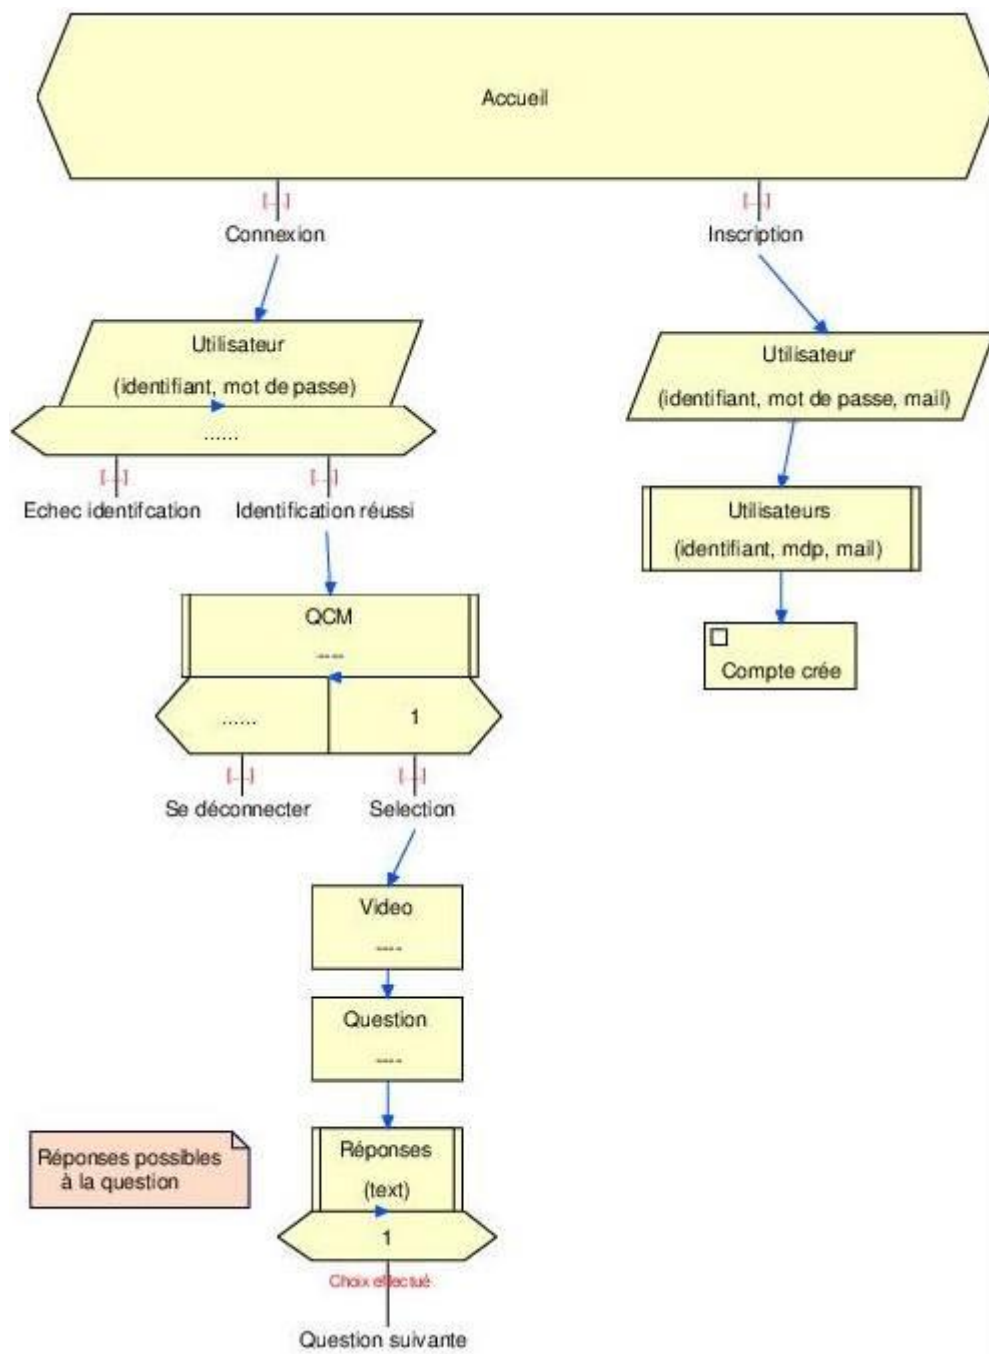 Accueil
[...]
[...]
Connexion
Inscription
Utilisateur
(identifiant, mot de passe)
......
Utilisateur
(identifiant, mot de passe, mail)
[...]
[...]
Echec identifcation
Identification réussi
Utilisateurs
(identifiant, mdp, mail)
QCM
----
Compte crée
......
1
[...]
[...]
Se déconnecter
Selection
Video
----
Question
----
Réponses possibles
à la question
Réponses
(text)
1
Choix effectué
Question suivante